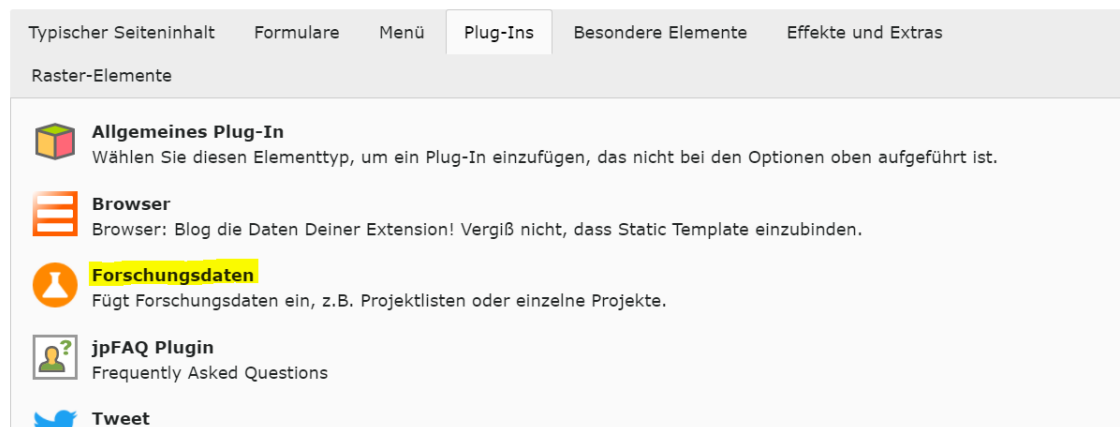 Typischer Seiteninhalt Formulare Menü Plug-Ins Besondere Elemente Effekte und Extras
Raster-Elemente
Allgemeines Plug-In
Wählen Sie diesen Elementtyp, um ein Plug-In einzufügen, das nicht bei den Optionen oben aufgeführt ist.
Browser
Browser: Blog die Daten Deiner Extension! Vergiß nicht, dass Static Template einzubinden.
Forschungsdaten
Fügt Forschungsdaten ein, z.B. Projektlisten oder einzelne Projekte.
?
jpFAQ Plugin
Frequently Asked Questions
Tweet